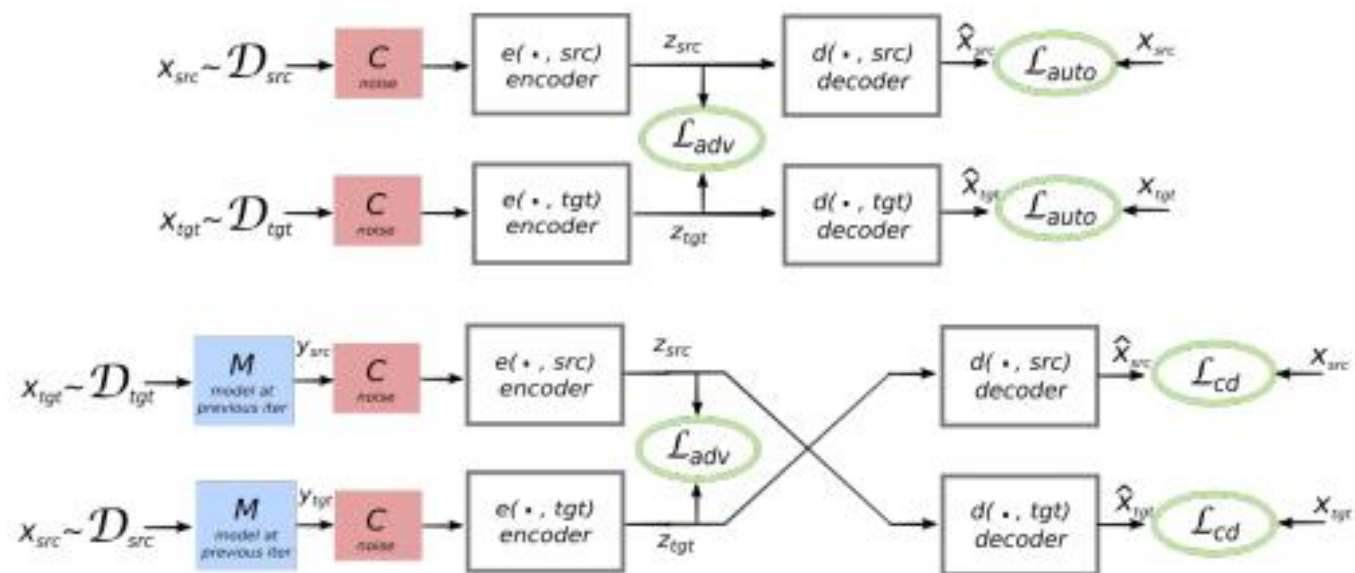 x_src ~ D_src C noise e(•, src) encoder z_src d(•, src) decoder x̂_src L_auto x_src
L_adv
x_tgt ~ D_tgt C noise e(•, tgt) encoder z_tgt d(•, tgt) decoder x̂_tgt L_auto x_tgt
x_tgt ~ D_tgt M model at previous iter y_src C noise e(•, src) encoder z_src d(•, src) decoder x̂_src L_cd x_src
L_adv
x_src ~ D_src M model at previous iter y_tgt C noise e(•, tgt) encoder z_tgt d(•, tgt) decoder x̂_tgt L_cd x_tgt